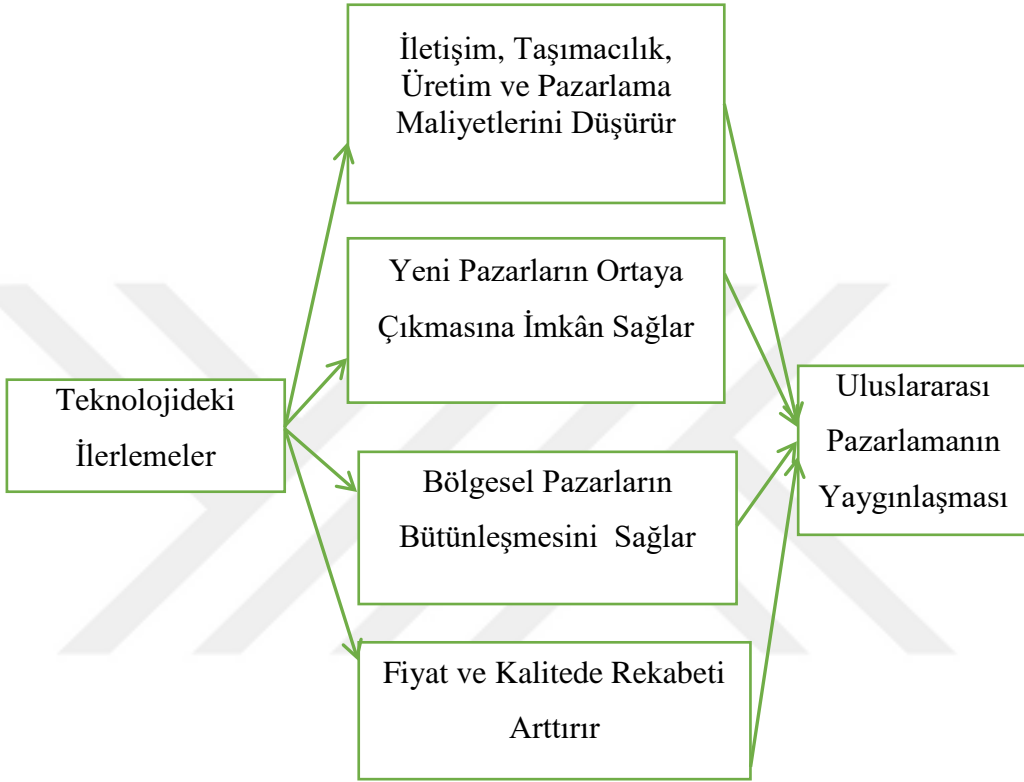 İletişim, Taşımacılık,
Üretim ve Pazarlama
Maliyetlerini Düşürür
Yeni Pazarların Ortaya
Çıkmasına İmkân Sağlar
Teknolojideki
İlerlemeler
Uluslararası
Pazarlamanın
Yaygınlaşması
Bölgesel Pazarların
Bütünleşmesini Sağlar
Fiyat ve Kalitede Rekabeti
Arttırır